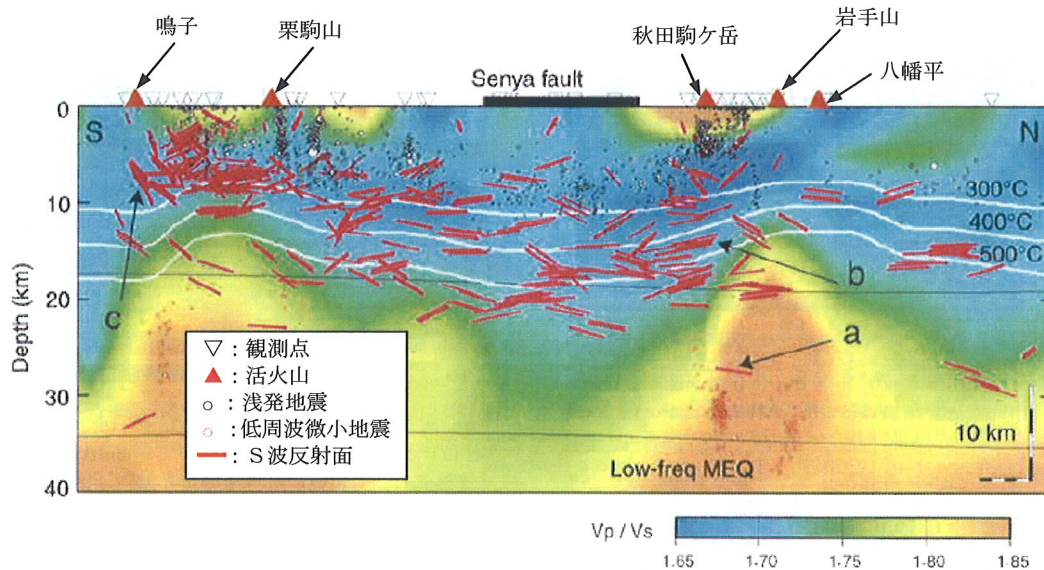 鳴子
栗駒山
秋田駒ケ岳
岩手山
八幡平
Senya fault
S
N
0
10
20
30
40
Depth (km)
300°C
400°C
500°C
a
b
c
▽：観測点
▲：活火山
○：浅発地震
○：低周波微小地震
━：S波反射面
10 km
Low-freq MEQ
Vp / Vs
1.65
1.70
1.75
1.80
1.85